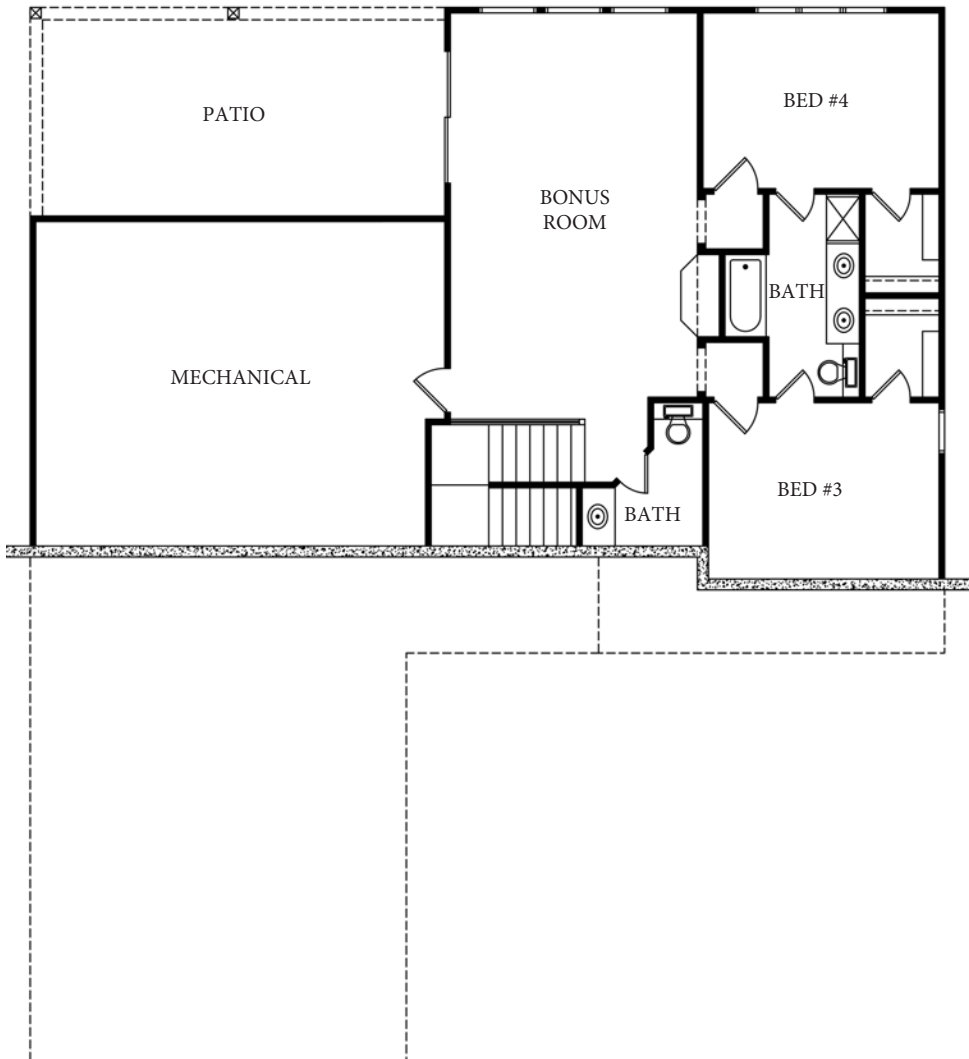 PATIO
BED #4
BONUS
ROOM
BATH
MECHANICAL
BED #3
BATH